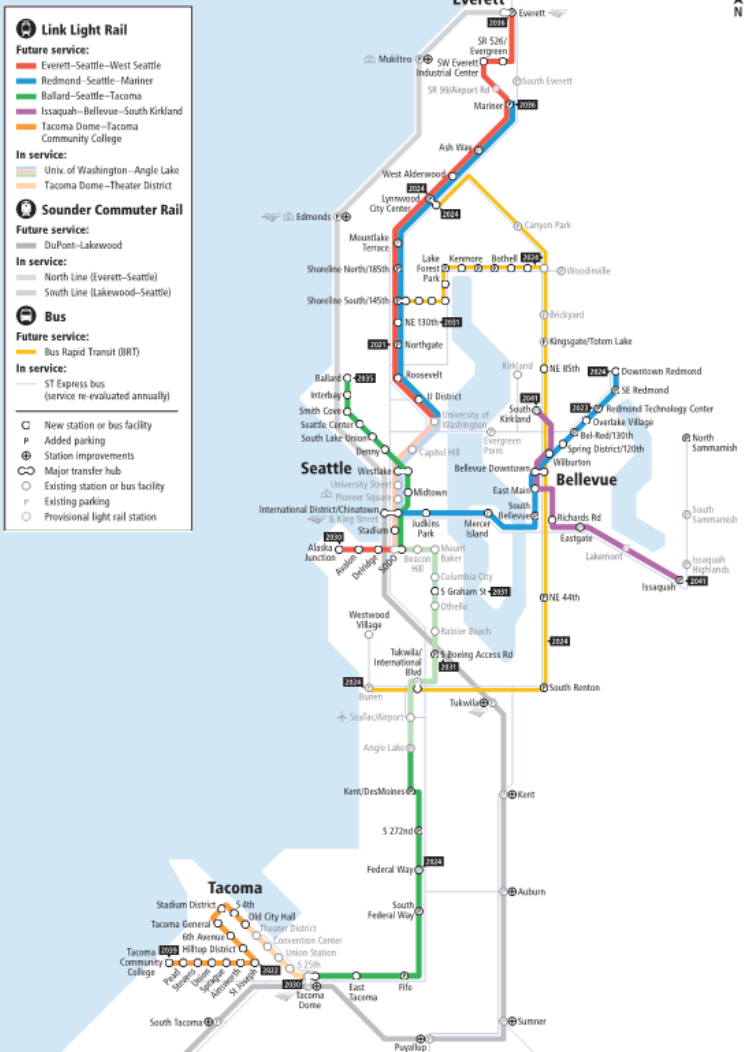 Everett
N
Link Light Rail
Future service:
Everett—Seattle—West Seattle
Redmond—Seattle—Mariner
Ballard—Seattle—Tacoma
Issaquah—Bellevue—South Kirkland
Tacoma Dome—Tacoma
Community College
In service:
Univ. of Washington—Angle Lake
Tacoma Dome—Theater District
Sounder Commuter Rail
Future service:
DuPont—Lakewood
In service:
North Line (Everett—Seattle)
South Line (Lakewood—Seattle)
Bus
Future service:
Bus Rapid Transit (BRT)
In service:
ST Express bus
(service re-evaluated annually)
New station or bus facility
P Added parking
Station improvements
Major transfer hub
Existing station or bus facility
P Existing parking
Provisional light rail station
Everett
2036
SR 526/
Evergreen
Mukilteo
SW Everett
Industrial Center
South Everett
SR 99/Airport Rd
Mariner
2036
Ash Way
West Alderwood
2024
Lynnwood
City Center
2024
Edmonds
Canyon Park
Mountlake
Terrace
Lake
Forest
Park
Kenmore
Bothell
2024
Woodinville
Shoreline North/185th
Shoreline South/145th
NE 130th
2031
Brickyard
2021
Northgate
Kingsgate/Totem Lake
Ballard
2035
Roosevelt
Kirkland
NE 85th
2024
Downtown Redmond
Interbay
SE Redmond
Smith Cove
U District
2041
South
Kirkland
2023
Redmond Technology Center
Seattle Center
University of
Washington
Overlake Village
South Lake Union
Evergreen
Point
Bel-Red/130th
North
Sammamish
Denny
Capitol Hill
Spring District/120th
Wilburton
Seattle
Westlake
Bellevue Downtown
Bellevue
University Street
Pioneer Square
Midtown
East Main
International District/Chinatown
& King Street
Judkins
Park
Mercer
Island
South
Bellevue
Richards Rd
South
Sammamish
Stadium
Eastgate
2030
Alaska
Junction
Avalon
Delridge
SODO
Beacon
Hill
Mount
Baker
Lakemont
Issaquah
Highlands
Columbia City
Issaquah
2041
S Graham St
2031
Othello
NE 44th
Westwood
Village
Rainier Beach
2024
Tukwila/
International
Blvd
S Boeing Access Rd
2031
2024
Burien
South Renton
Tukwila
SeaTac/Airport
Angle Lake
Kent/DesMoines
Kent
S 272nd
2024
Federal Way
Auburn
Tacoma
South
Federal Way
Stadium District
S 4th
Old City Hall
Tacoma General
Theater District
6th Avenue
Convention Center
Hilltop District
Union Station
2039
Tacoma
Community
College
S 25th
Pearl
Stevens
Union
Sprague
Ainsworth
St Joseph
2022
2030
Tacoma
Dome
East
Tacoma
Fife
South Tacoma
Sumner
Puyallup